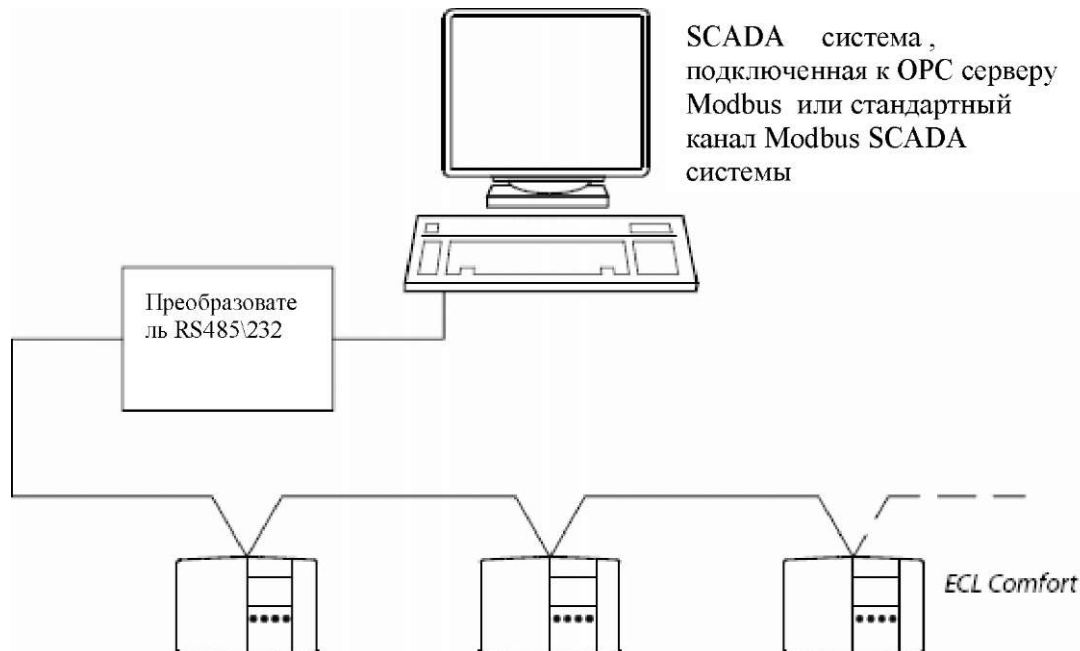 SCADA система ,
подключенная к OPC серверу
Modbus или стандартный
канал Modbus SCADA
системы
Преобразовате
ль RS485\232
ECL Comfort